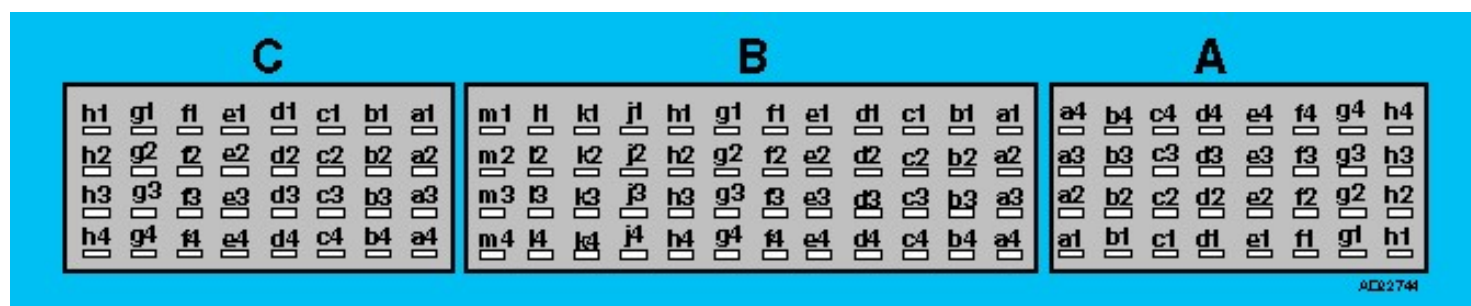 C B A
h1 g1 f1 e1 d1 c1 b1 a1 m1 l1 k1 j1 h1 g1 f1 e1 d1 c1 b1 a1 a4 b4 c4 d4 e4 f4 g4 h4
h2 g2 f2 e2 d2 c2 b2 a2 m2 l2 k2 j2 h2 g2 f2 e2 d2 c2 b2 a2 a3 b3 c3 d3 e3 f3 g3 h3
h3 g3 f3 e3 d3 c3 b3 a3 m3 l3 k3 j3 h3 g3 f3 e3 d3 c3 b3 a3 a2 b2 c2 d2 e2 f2 g2 h2
h4 g4 f4 e4 d4 c4 b4 a4 m4 l4 k4 j4 h4 g4 f4 e4 d4 c4 b4 a4 a1 b1 c1 d1 e1 f1 g1 h1